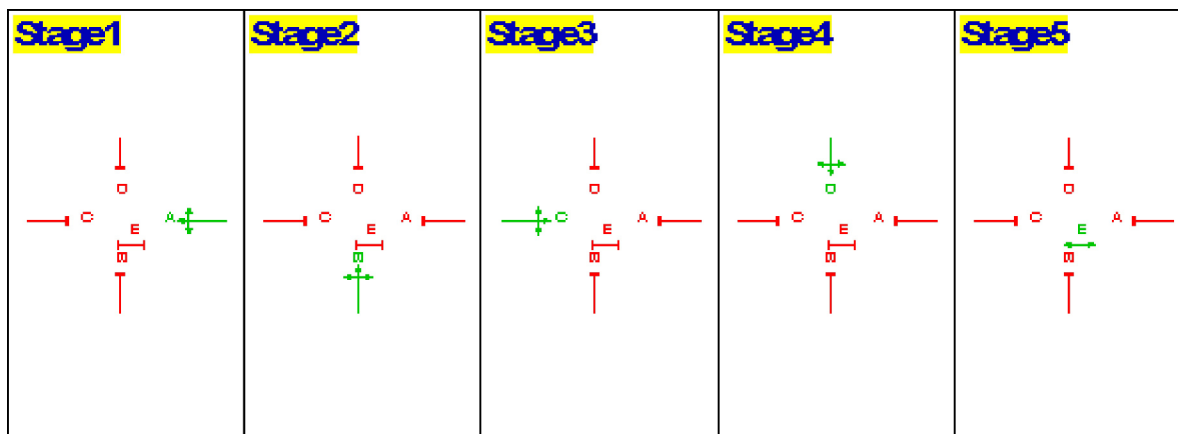 Stage1 Stage2 Stage3 Stage4 Stage5
D D D D D
C A C A C A C A C A
E E E E E
B B B B B